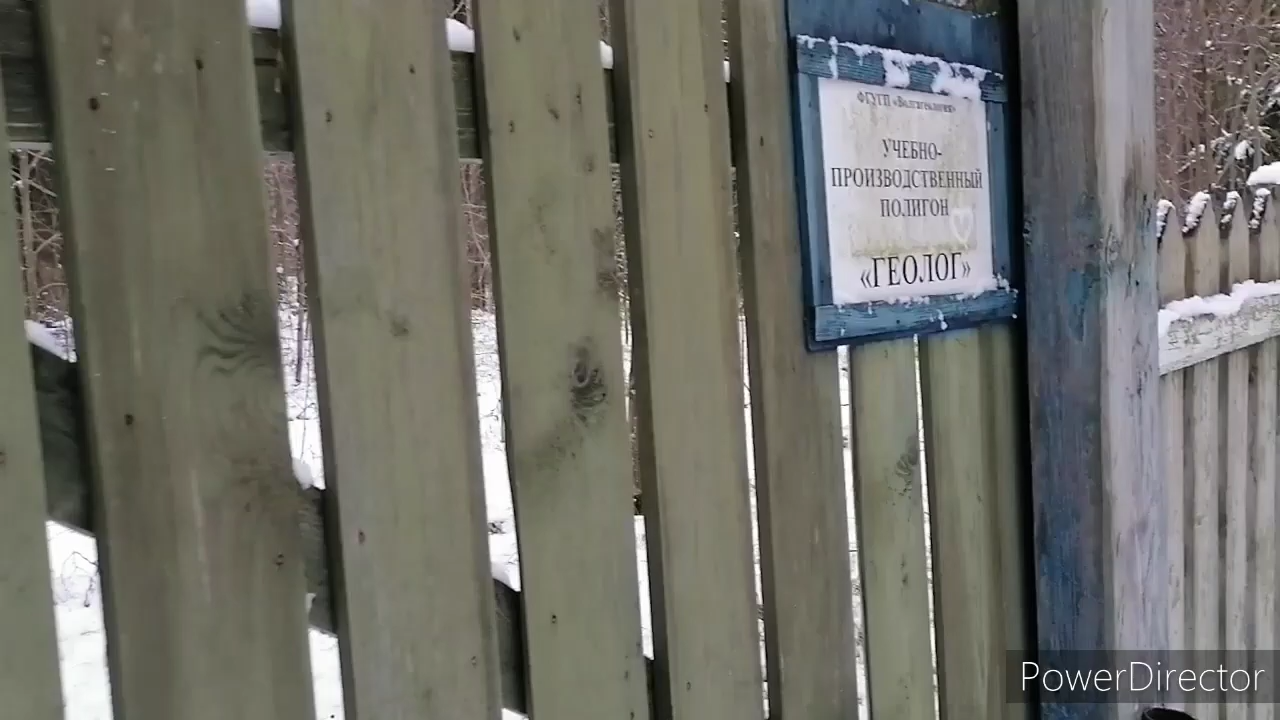 ФГУГП «Волгагеология»
УЧЕБНО-
ПРОИЗВОДСТВЕННЫЙ
ПОЛИГОН
«ГЕОЛОГ»
PowerDirector